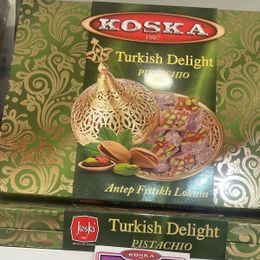 KOSKA
1907
Turkish Delight
PISTACHIO
Antep Fıstıklı Lokum
koska
Turkish Delight
PISTACHIO
KOSKA